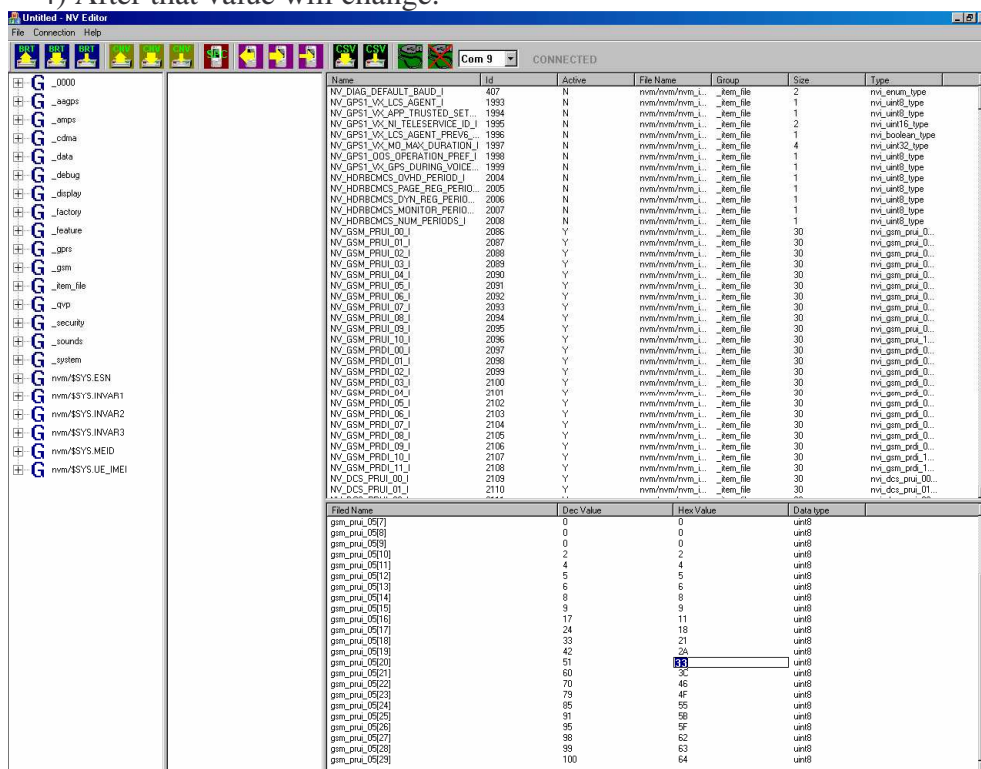 4) After that value will change.
Untitled - NV Editor
File Connection Help
BRT BRT BRT CNV CNV CNV SPC CSV CSV Com 9 CONNECTED
_0000
_aagps
_amps
_cdma
_data
_debug
_display
_factory
_feature
_gprs
_gsm
_item_file
_qvp
_security
_sounds
_system
nvm/$SYS.ESN
nvm/$SYS.INVAR1
nvm/$SYS.INVAR2
nvm/$SYS.INVAR3
nvm/$SYS.MEID
nvm/$SYS.UE_IMEI
Name Id Active File Name Group Size Type
NV_DIAG_DEFAULT_BAUD_I 407 N nvm/nvm/nvm_i... _item_file 2 nvi_enum_type
NV_GPS1_VX_LCS_AGENT_I 1993 N nvm/nvm/nvm_i... _item_file 1 nvi_uint8_type
NV_GPS1_VX_APP_TRUSTED_SET... 1994 N nvm/nvm/nvm_i... _item_file 1 nvi_uint8_type
NV_GPS1_VX_NI_TELESERVICE_ID_I 1995 N nvm/nvm/nvm_i... _item_file 2 nvi_uint16_type
NV_GPS1_VX_LCS_AGENT_PREV6_... 1996 N nvm/nvm/nvm_i... _item_file 1 nvi_boolean_type
NV_GPS1_VX_MO_MAX_DURATION_I 1997 N nvm/nvm/nvm_i... _item_file 4 nvi_uint32_type
NV_GPS1_OOS_OPERATION_PREF_I 1998 N nvm/nvm/nvm_i... _item_file 1 nvi_uint8_type
NV_GPS1_VX_GPS_DURING_VOICE... 1999 N nvm/nvm/nvm_i... _item_file 1 nvi_uint8_type
NV_HDRBCMCS_OVHD_PERIOD_I 2004 N nvm/nvm/nvm_i... _item_file 1 nvi_uint8_type
NV_HDRBCMCS_PAGE_REG_PERIO... 2005 N nvm/nvm/nvm_i... _item_file 1 nvi_uint8_type
NV_HDRBCMCS_DYN_REG_PERIO... 2006 N nvm/nvm/nvm_i... _item_file 1 nvi_uint8_type
NV_HDRBCMCS_MONITOR_PERIO... 2007 N nvm/nvm/nvm_i... _item_file 1 nvi_uint8_type
NV_HDRBCMCS_NUM_PERIODS_I 2008 N nvm/nvm/nvm_i... _item_file 1 nvi_uint8_type
NV_GSM_PRUI_00_I 2086 Y nvm/nvm/nvm_i... _item_file 30 nvi_gsm_prui_0...
NV_GSM_PRUI_01_I 2087 Y nvm/nvm/nvm_i... _item_file 30 nvi_gsm_prui_0...
NV_GSM_PRUI_02_I 2088 Y nvm/nvm/nvm_i... _item_file 30 nvi_gsm_prui_0...
NV_GSM_PRUI_03_I 2089 Y nvm/nvm/nvm_i... _item_file 30 nvi_gsm_prui_0...
NV_GSM_PRUI_04_I 2090 Y nvm/nvm/nvm_i... _item_file 30 nvi_gsm_prui_0...
NV_GSM_PRUI_05_I 2091 Y nvm/nvm/nvm_i... _item_file 30 nvi_gsm_prui_0...
NV_GSM_PRUI_06_I 2092 Y nvm/nvm/nvm_i... _item_file 30 nvi_gsm_prui_0...
NV_GSM_PRUI_07_I 2093 Y nvm/nvm/nvm_i... _item_file 30 nvi_gsm_prui_0...
NV_GSM_PRUI_08_I 2094 Y nvm/nvm/nvm_i... _item_file 30 nvi_gsm_prui_0...
NV_GSM_PRUI_09_I 2095 Y nvm/nvm/nvm_i... _item_file 30 nvi_gsm_prui_0...
NV_GSM_PRUI_10_I 2096 Y nvm/nvm/nvm_i... _item_file 30 nvi_gsm_prui_1...
NV_GSM_PRDI_00_I 2097 Y nvm/nvm/nvm_i... _item_file 30 nvi_gsm_prdi_0...
NV_GSM_PRDI_01_I 2098 Y nvm/nvm/nvm_i... _item_file 30 nvi_gsm_prdi_0...
NV_GSM_PRDI_02_I 2099 Y nvm/nvm/nvm_i... _item_file 30 nvi_gsm_prdi_0...
NV_GSM_PRDI_03_I 2100 Y nvm/nvm/nvm_i... _item_file 30 nvi_gsm_prdi_0...
NV_GSM_PRDI_04_I 2101 Y nvm/nvm/nvm_i... _item_file 30 nvi_gsm_prdi_0...
NV_GSM_PRDI_05_I 2102 Y nvm/nvm/nvm_i... _item_file 30 nvi_gsm_prdi_0...
NV_GSM_PRDI_06_I 2103 Y nvm/nvm/nvm_i... _item_file 30 nvi_gsm_prdi_0...
NV_GSM_PRDI_07_I 2104 Y nvm/nvm/nvm_i... _item_file 30 nvi_gsm_prdi_0...
NV_GSM_PRDI_08_I 2105 Y nvm/nvm/nvm_i... _item_file 30 nvi_gsm_prdi_0...
NV_GSM_PRDI_09_I 2106 Y nvm/nvm/nvm_i... _item_file 30 nvi_gsm_prdi_0...
NV_GSM_PRDI_10_I 2107 Y nvm/nvm/nvm_i... _item_file 30 nvi_gsm_prdi_1...
NV_GSM_PRDI_11_I 2108 Y nvm/nvm/nvm_i... _item_file 30 nvi_gsm_prdi_1...
NV_DCS_PRUI_00_I 2109 Y nvm/nvm/nvm_i... _item_file 30 nvi_dcs_prui_00...
NV_DCS_PRUI_01_I 2110 Y nvm/nvm/nvm_i... _item_file 30 nvi_dcs_prui_01...
Filed Name Dec Value Hex Value Data type
gsm_prui_05[7] 0 0 uint8
gsm_prui_05[8] 0 0 uint8
gsm_prui_05[9] 0 0 uint8
gsm_prui_05[10] 2 2 uint8
gsm_prui_05[11] 4 4 uint8
gsm_prui_05[12] 5 5 uint8
gsm_prui_05[13] 6 6 uint8
gsm_prui_05[14] 8 8 uint8
gsm_prui_05[15] 9 9 uint8
gsm_prui_05[16] 17 11 uint8
gsm_prui_05[17] 24 18 uint8
gsm_prui_05[18] 33 21 uint8
gsm_prui_05[19] 42 2A uint8
gsm_prui_05[20] 51 33 uint8
gsm_prui_05[21] 60 3C uint8
gsm_prui_05[22] 70 46 uint8
gsm_prui_05[23] 79 4F uint8
gsm_prui_05[24] 85 55 uint8
gsm_prui_05[25] 91 5B uint8
gsm_prui_05[26] 95 5F uint8
gsm_prui_05[27] 98 62 uint8
gsm_prui_05[28] 99 63 uint8
gsm_prui_05[29] 100 64 uint8